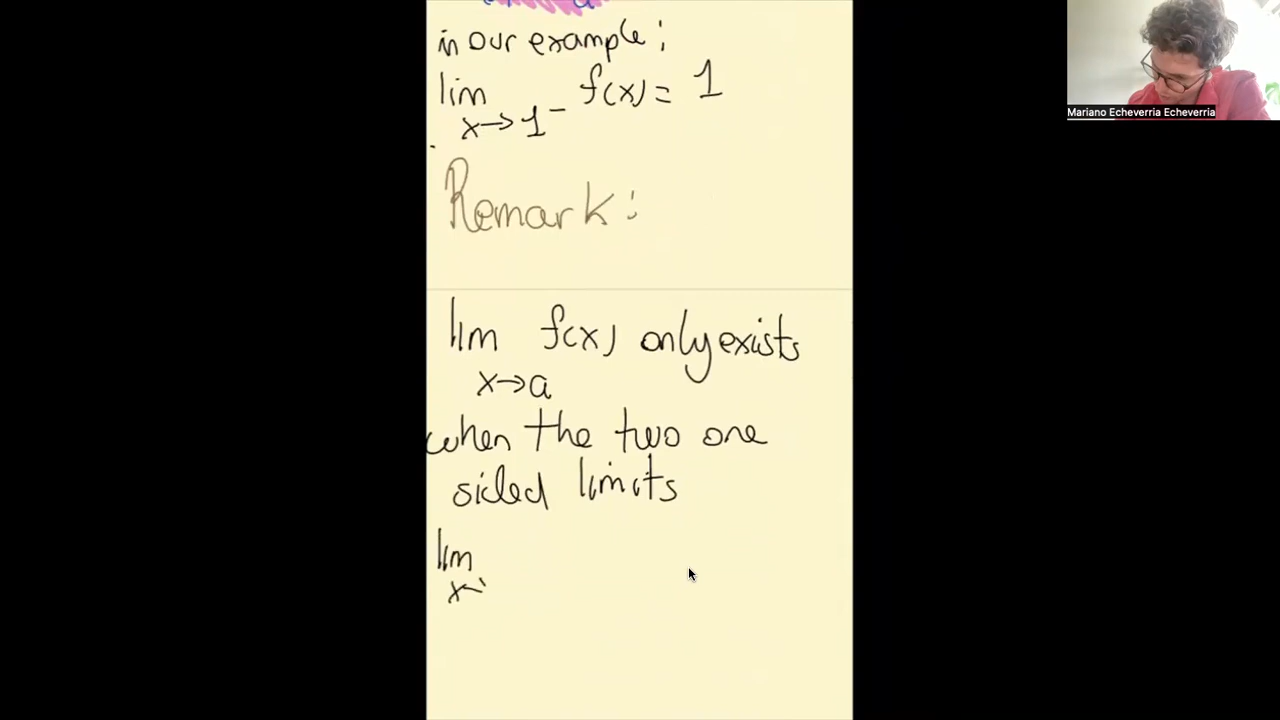 in our example:
lim f(x) = 1
x→1⁻
Remark:
lim f(x) only exists
x→a
when the two one
sided limits
lim
x
Mariano Echeverria Echeverria